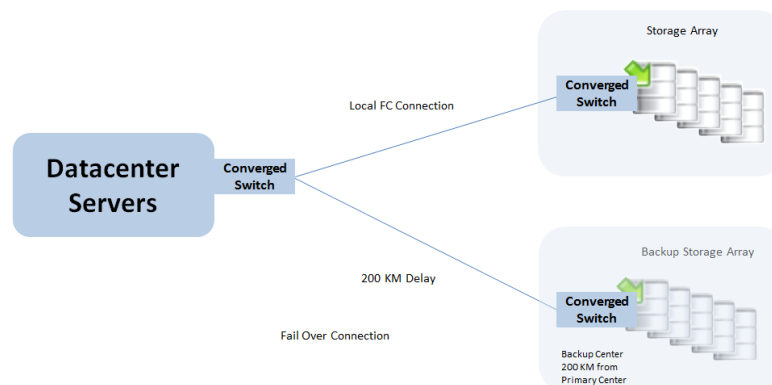 Storage Array
Converged
Switch
Local FC Connection
Datacenter
Servers
Converged
Switch
Backup Storage Array
200 KM Delay
Converged
Switch
Fail Over Connection
Backup Center
200 KM from
Primary Center